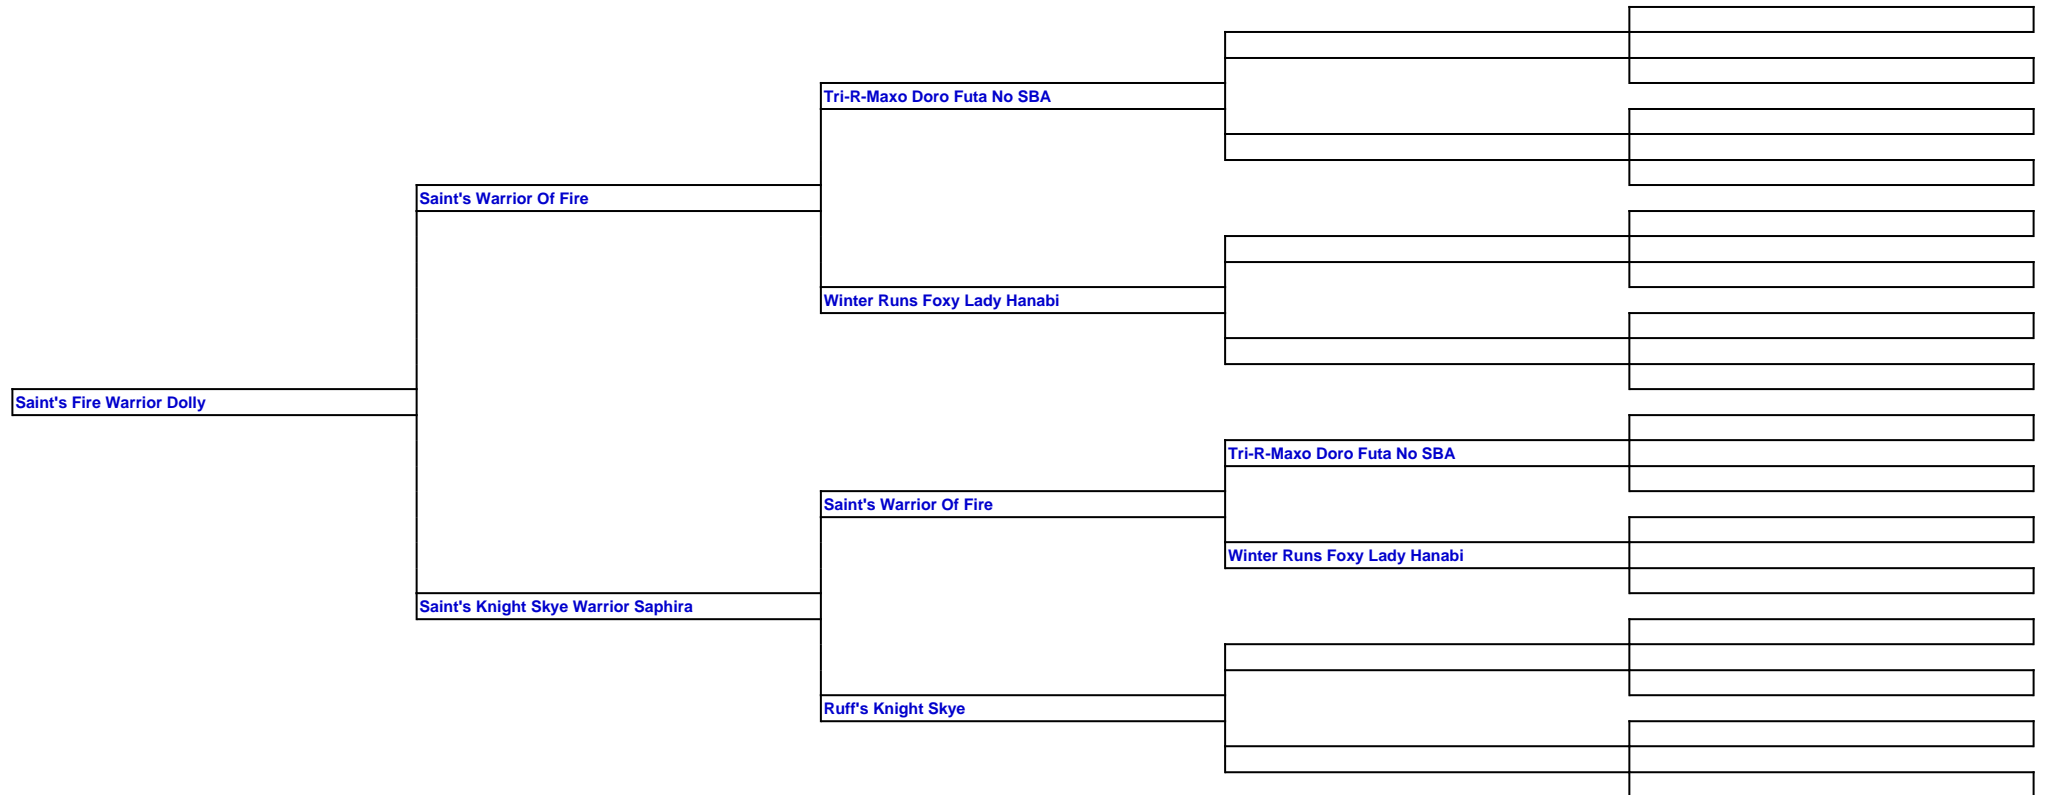 Tri-R-Maxo Doro Futa No SBA
Saint's Warrior Of Fire
Winter Runs Foxy Lady Hanabi
Saint's Fire Warrior Dolly
Tri-R-Maxo Doro Futa No SBA
Saint's Warrior Of Fire
Winter Runs Foxy Lady Hanabi
Saint's Knight Skye Warrior Saphira
Ruff's Knight Skye